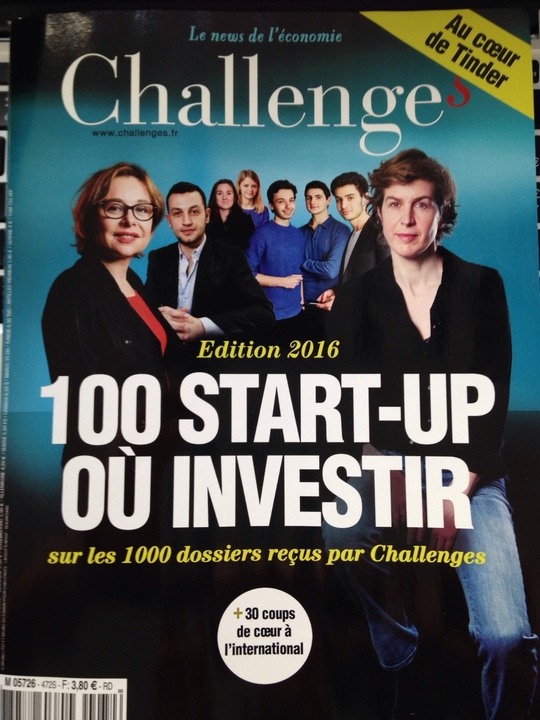 Au cœur
de Tinder
Le news de l'économie
Challenges
www.challenges.fr
Edition 2016
100 START-UP
OÙ INVESTIR
sur les 1000 dossiers reçus par Challenges
+30 coups
de cœur à
l'international
M 05726 - 472S - F: 3,80 € - RD